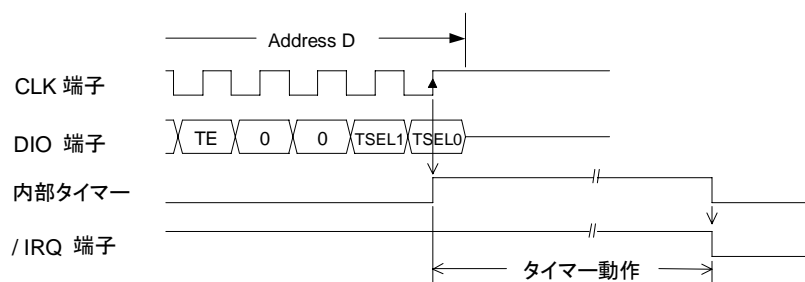 Address D
CLK 端子
DIO 端子
TE 0 0 TSEL1 TSEL0
内部タイマー
/ IRQ 端子
タイマー動作